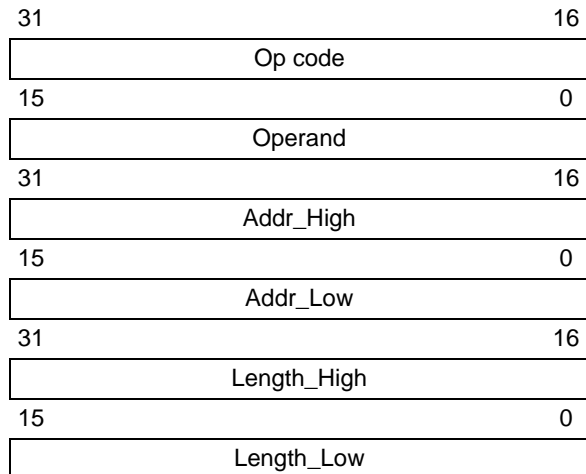 31 16
Op code
15 0
Operand
31 16
Addr_High
15 0
Addr_Low
31 16
Length_High
15 0
Length_Low